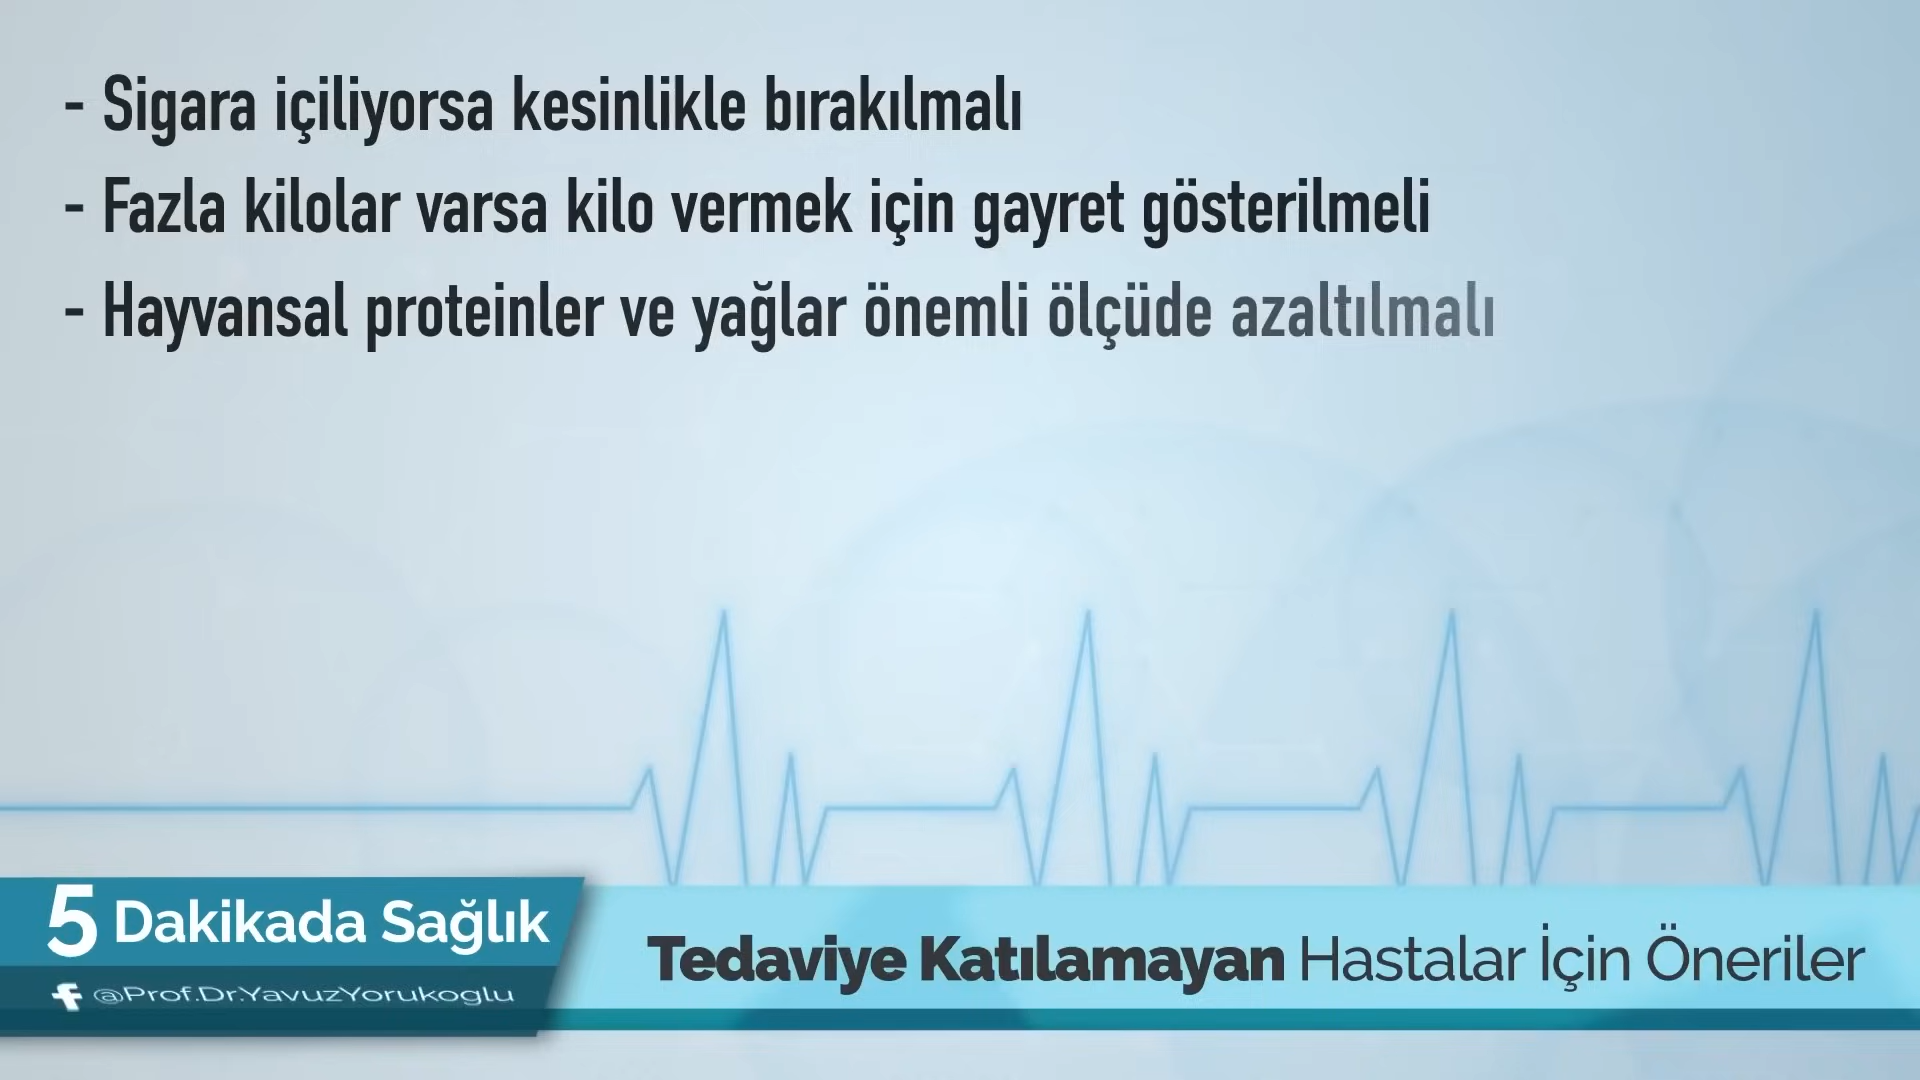 - Sigara içiliyorsa kesinlikle bırakılmalı
- Fazla kilolar varsa kilo vermek için gayret gösterilmeli
- Hayvansal proteinler ve yağlar önemli ölçüde azaltılmalı
5 Dakikada Sağlık
@Prof.Dr.YavuzYorukoglu
Tedaviye Katılamayan Hastalar İçin Öneriler